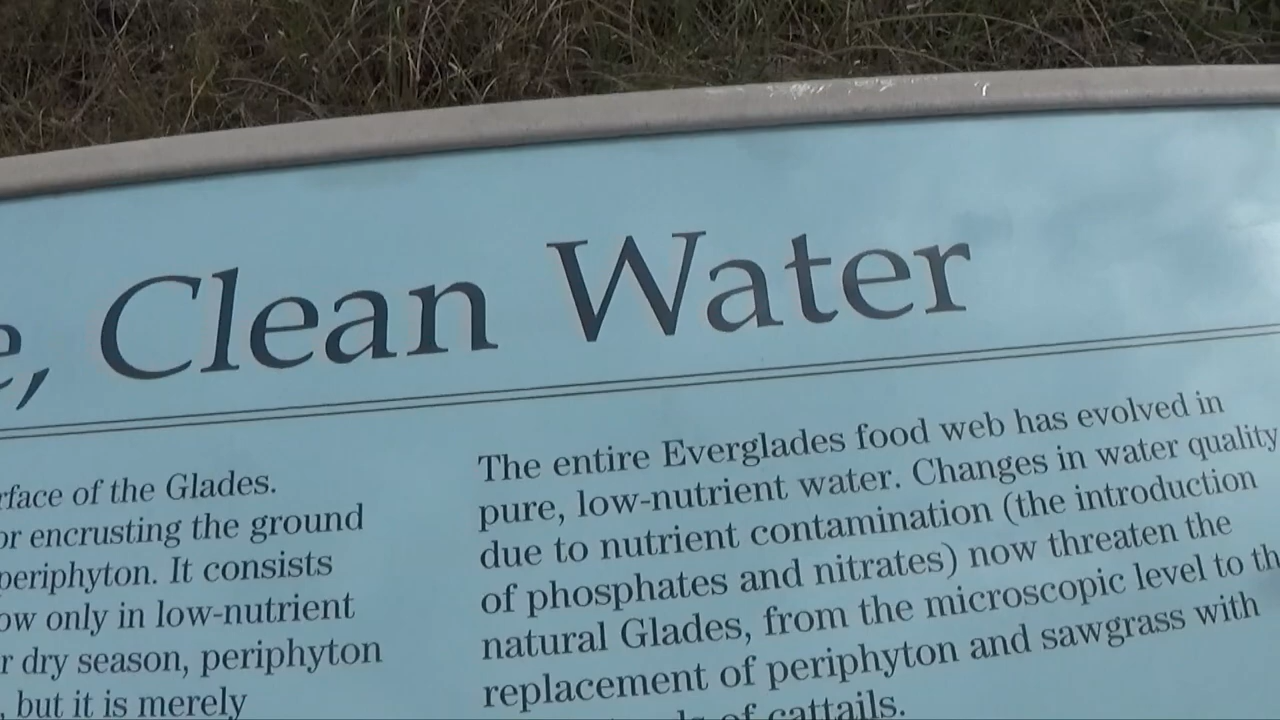 , Clean Water
face of the Glades.
or encrusting the ground
periphyton. It consists
only in low-nutrient
dry season, periphyton
, but it is merely
The entire Everglades food web has evolved in
pure, low-nutrient water. Changes in water quality
due to nutrient contamination (the introduction
of phosphates and nitrates) now threaten the
natural Glades, from the microscopic level to
replacement of periphyton and sawgrass with
of cattails.